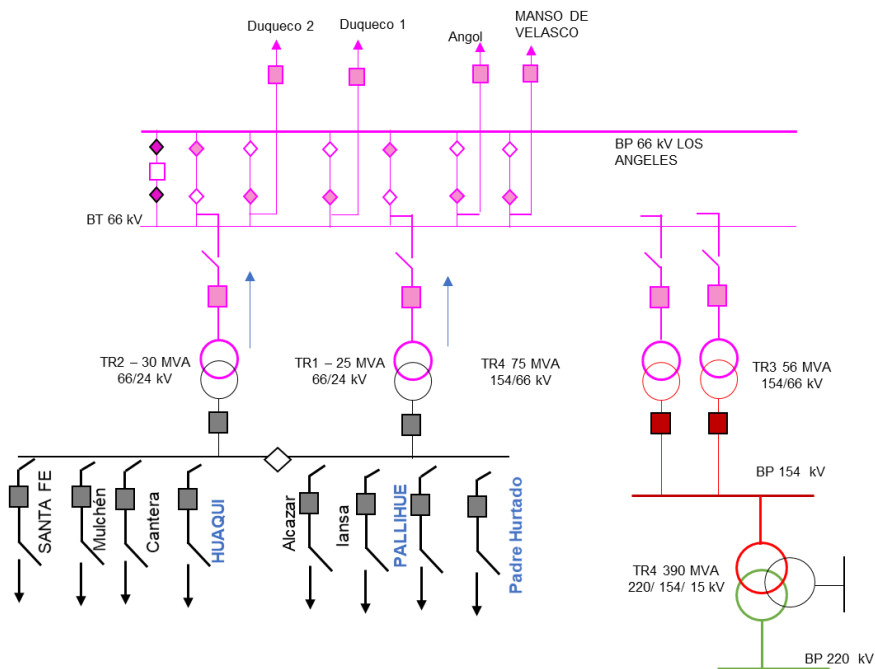 Duqueco 2
Duqueco 1
Angol
MANSO DE
VELASCO
BP 66 kV LOS
ANGELES
BT 66 kV
TR2 – 30 MVA
66/24 kV
TR1 – 25 MVA
66/24 kV
TR4 75 MVA
154/66 kV
TR3 56 MVA
154/66 kV
SANTA FE
Mulchén
Cantera
HUAQUI
Alcazar
Iansa
PALLIHUE
Padre Hurtado
BP 154 kV
TR4 390 MVA
220/ 154/ 15 kV
BP 220 kV